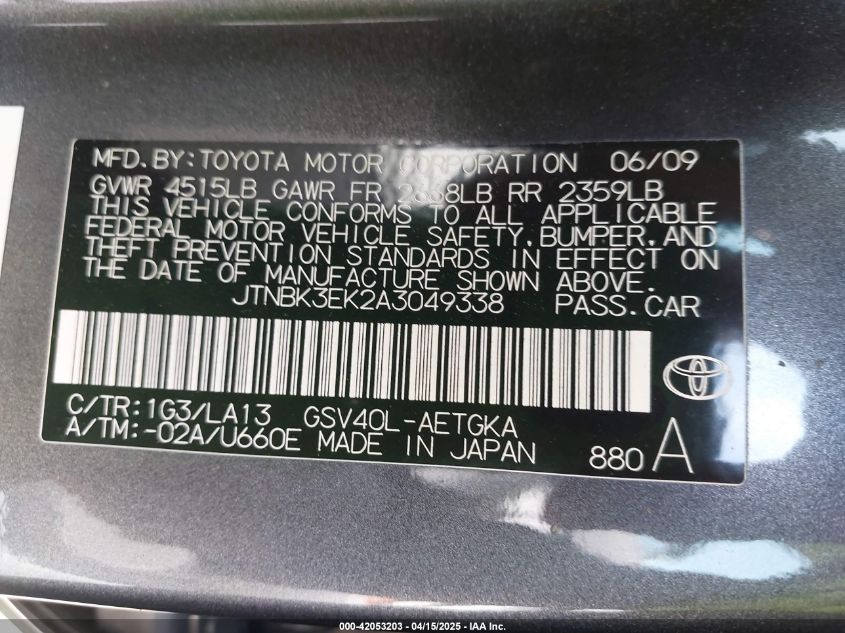 MFD. BY: TOYOTA MOTOR CORPORATION 06/09
GVWR 4515LB GAWR FR 2668LB RR 2359LB
THIS VEHICLE CONFORMS TO ALL APPLICABLE
FEDERAL MOTOR VEHICLE SAFETY, BUMPER, AND
THEFT PREVENTION STANDARDS IN EFFECT ON
THE DATE OF MANUFACTURE SHOWN ABOVE.
JTNBK3EK2A3049338 PASS. CAR
C/TR: 1G3/LA13 GSV40L-AETGKA
A/TM: -02A/U660E MADE IN JAPAN 880 A
000-42053203 - 04/15/2025 - IAA Inc.